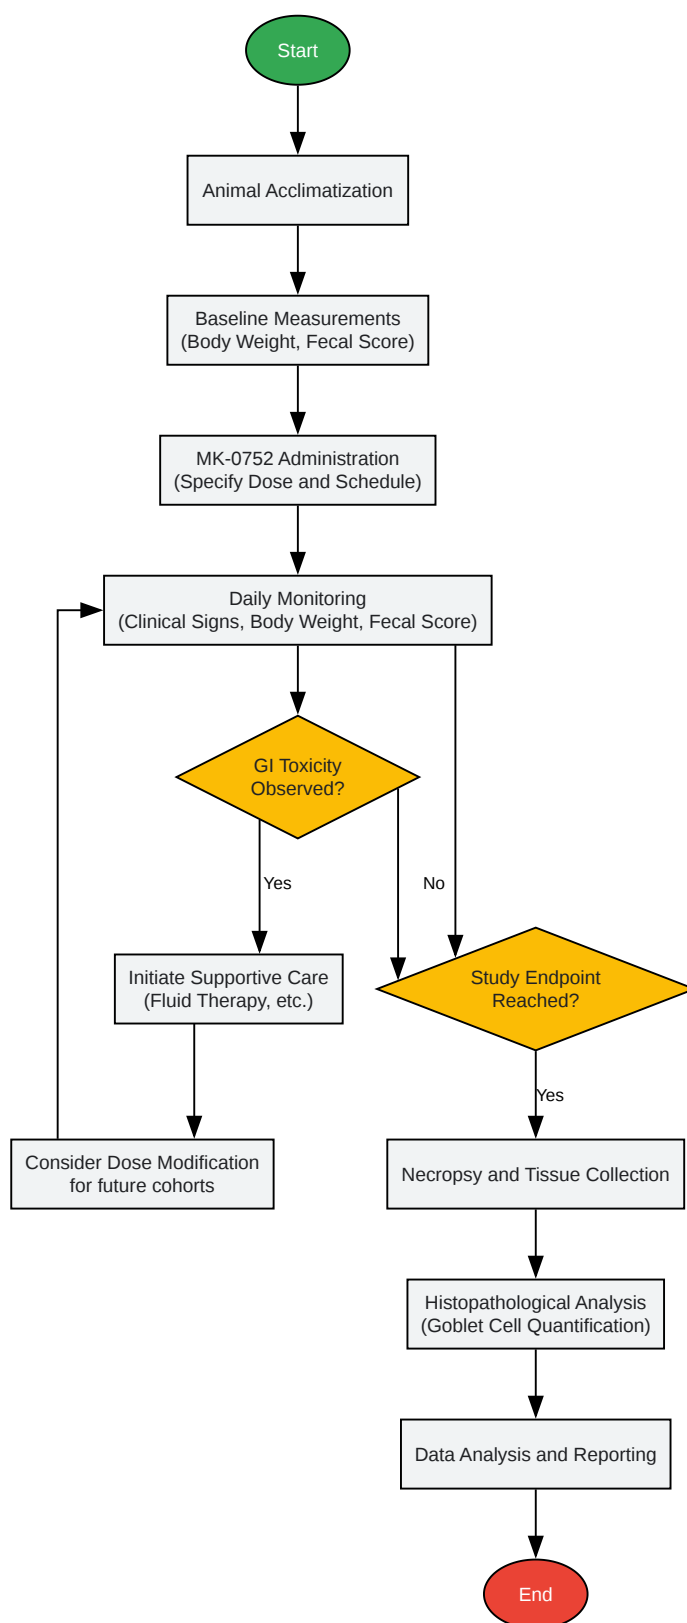 Start
Animal Acclimatization
Baseline Measurements
(Body Weight, Fecal Score)
MK-0752 Administration
(Specify Dose and Schedule)
Daily Monitoring
(Clinical Signs, Body Weight, Fecal Score)
GI Toxicity
Observed?
Yes
No
Initiate Supportive Care
(Fluid Therapy, etc.)
Study Endpoint
Reached?
Yes
Consider Dose Modification
for future cohorts
Necropsy and Tissue Collection
Histopathological Analysis
(Goblet Cell Quantification)
Data Analysis and Reporting
End